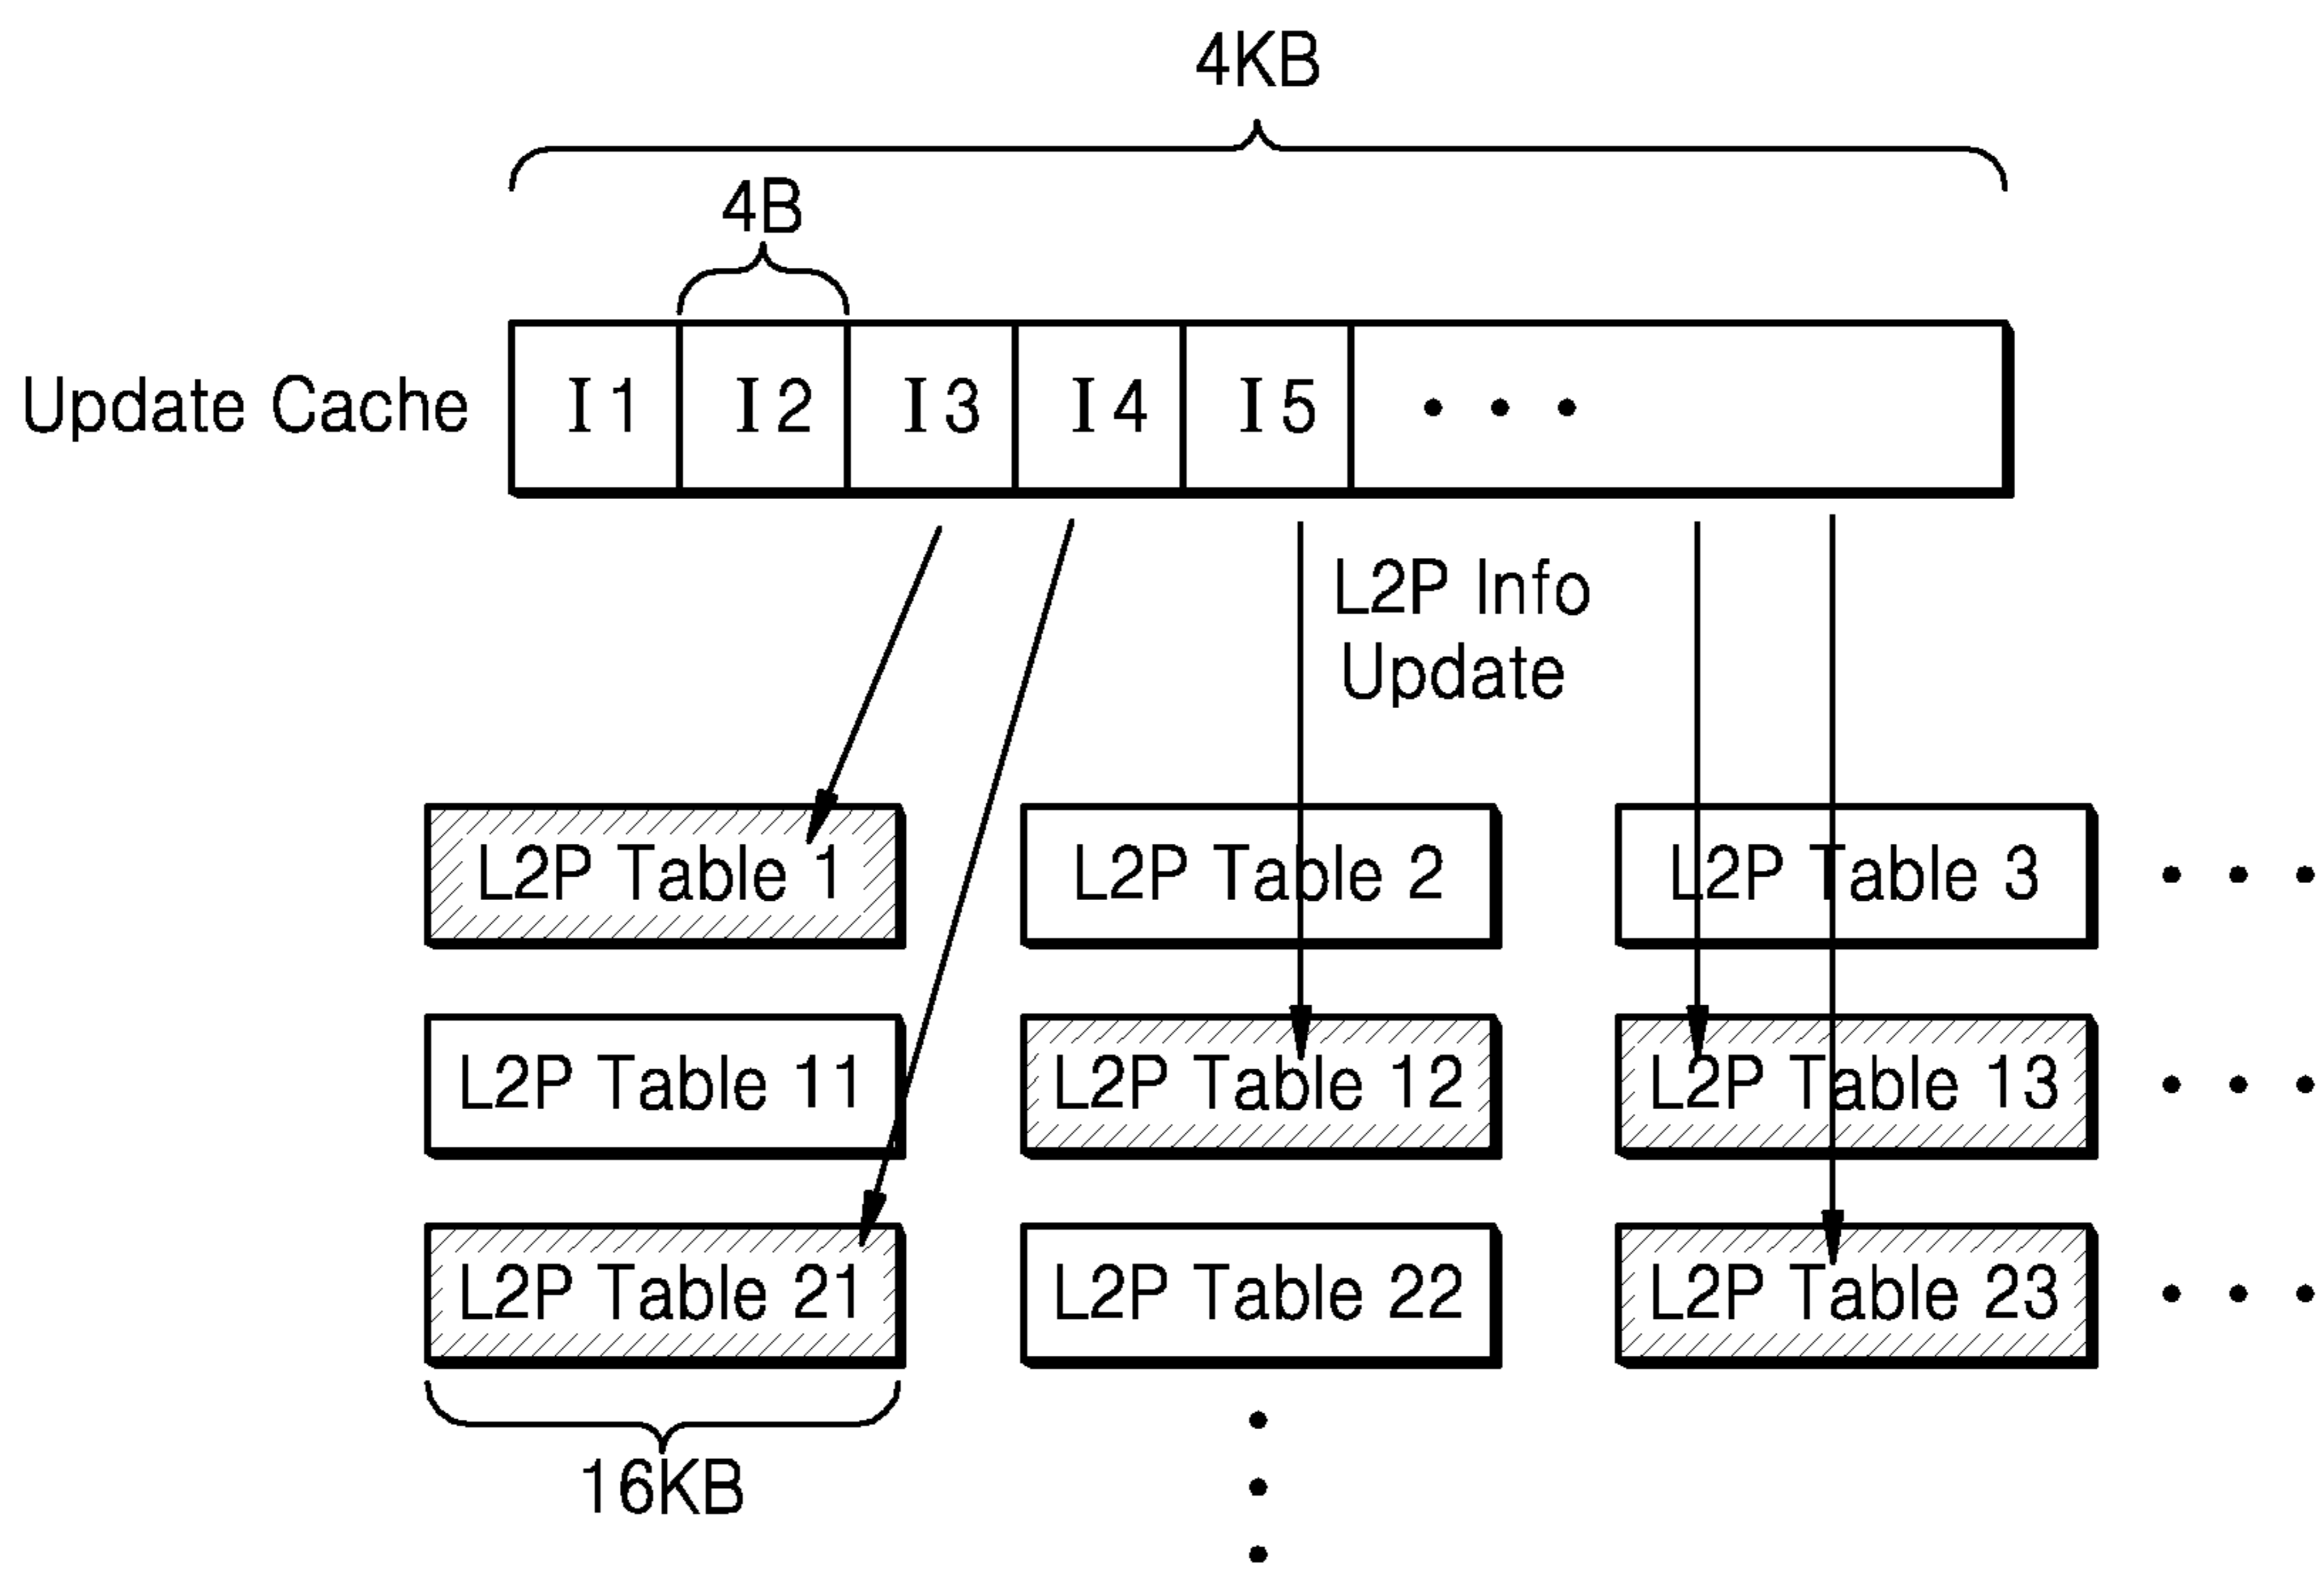 4KB
4B
Update Cache I1 I2 I3 I4 I5 • • •
L2P Info
Update
L2P Table 1 L2P Table 2 L2P Table 3 • • •
L2P Table 11 L2P Table 12 L2P Table 13 • • •
L2P Table 21 L2P Table 22 L2P Table 23 • • •
16KB